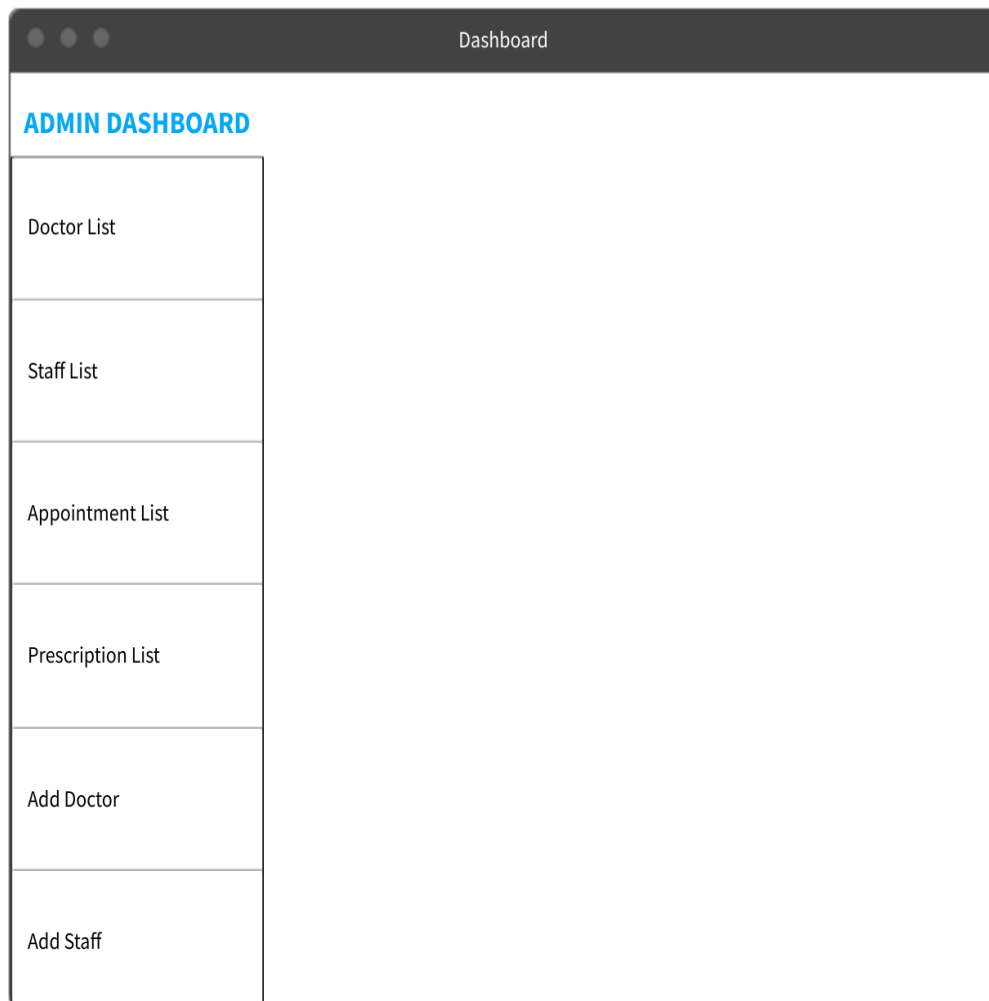 Dashboard
ADMIN DASHBOARD
Doctor List
Staff List
Appointment List
Prescription List
Add Doctor
Add Staff